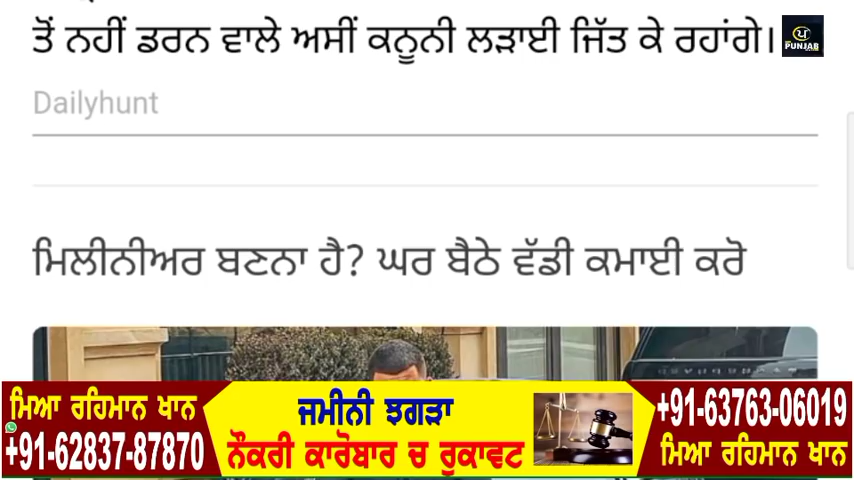 ਤੋਂ ਨਹੀਂ ਡਰਨ ਵਾਲੇ ਅਸੀਂ ਕਨੂਨੀ ਲੜਾਈ ਜਿੱਤ ਕੇ ਰਹਾਂਗੇ।
ਪ
PUNJAB
Dailyhunt
ਮਿਲੀਨੀਅਰ ਬਣਨਾ ਹੈ? ਘਰ ਬੈਠੇ ਵੱਡੀ ਕਮਾਈ ਕਰੋ
ਮਿਆ ਰਹਿਮਾਨ ਖਾਨ
+91-62837-87870
ਜਮੀਨੀ ਝਗੜਾ
ਨੌਕਰੀ ਕਾਰੋਬਾਰ ਚ ਰੁਕਾਵਟ
+91-63763-06019
ਮਿਆ ਰਹਿਮਾਨ ਖਾਨ